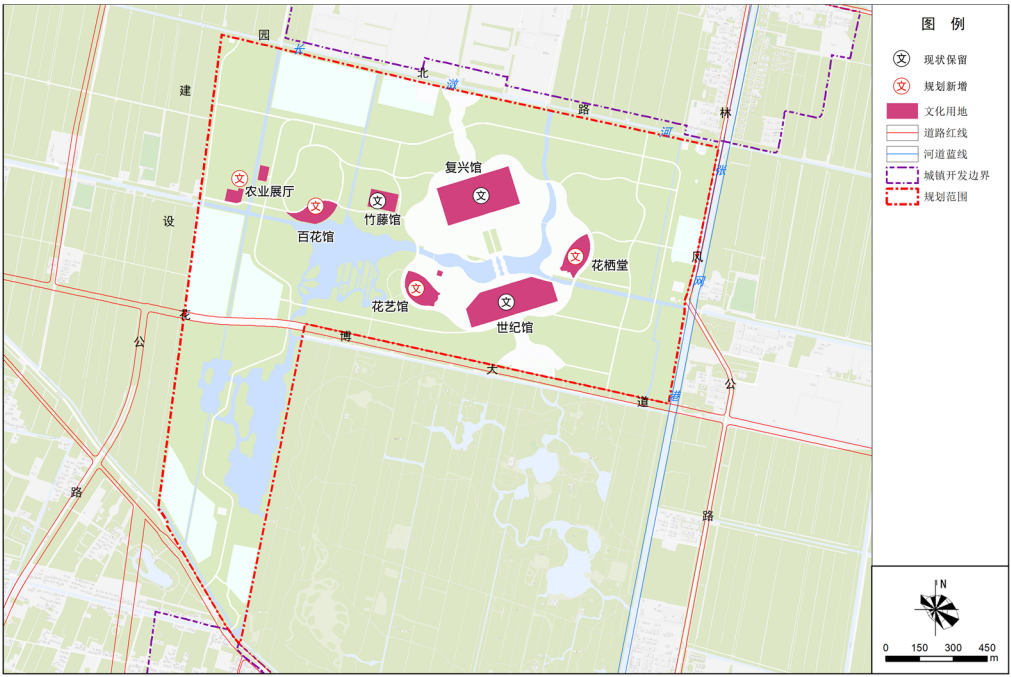 图 例
文 现状保留
文 规划新增
文化用地
道路红线
河道蓝线
城镇开发边界
规划范围
园北路
长浰河
建设公路
林风公路
张网港
花博大道
复兴馆
文
文
农业展厅
文
百花馆
文
竹藤馆
文
花栖堂
文
花艺馆
文
世纪馆
N
0 150 300 450
m